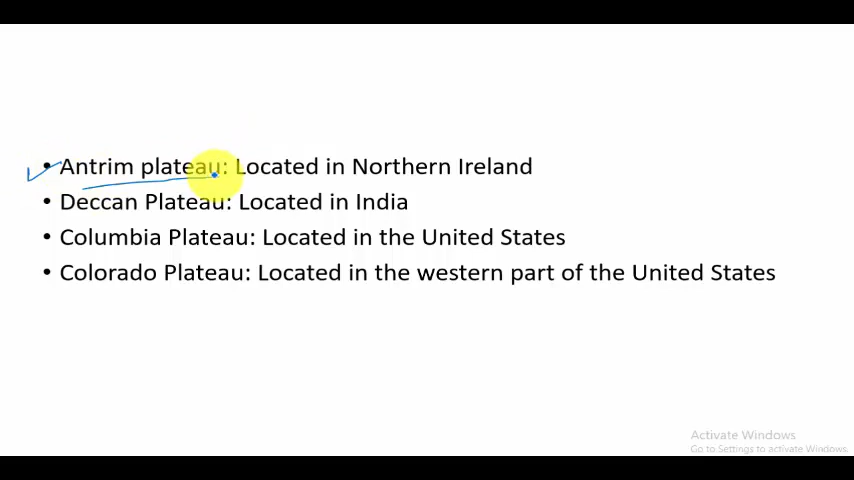 • Antrim plateau: Located in Northern Ireland
• Deccan Plateau: Located in India
• Columbia Plateau: Located in the United States
• Colorado Plateau: Located in the western part of the United States
Activate Windows
Go to Settings to activate Windows.